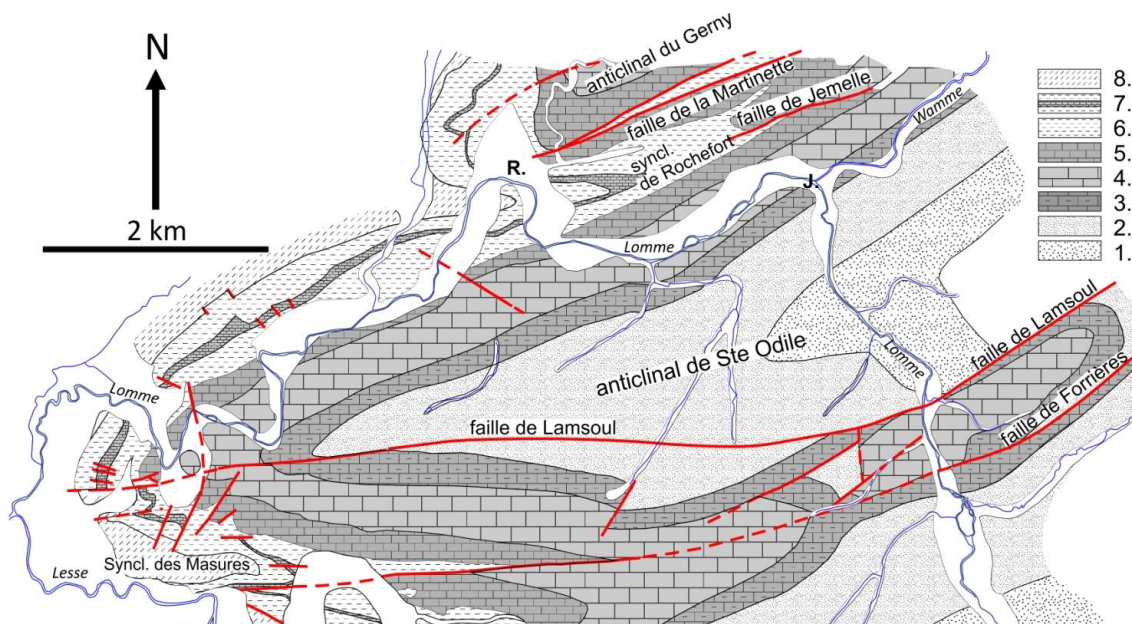 N
2 km
anticlinal du Gerny
faille de la Martinette
faille de Jemelle
syncl.
de Rochefort
R.
J.
Wamme
Lomme
anticlinal de Ste Odile
Lomme
faille de Lamsoul
faille de Forrières
faille de Lamsoul
Lomme
Syncl. des Masures
Lesse
8.
7.
6.
5.
4.
3.
2.
1.